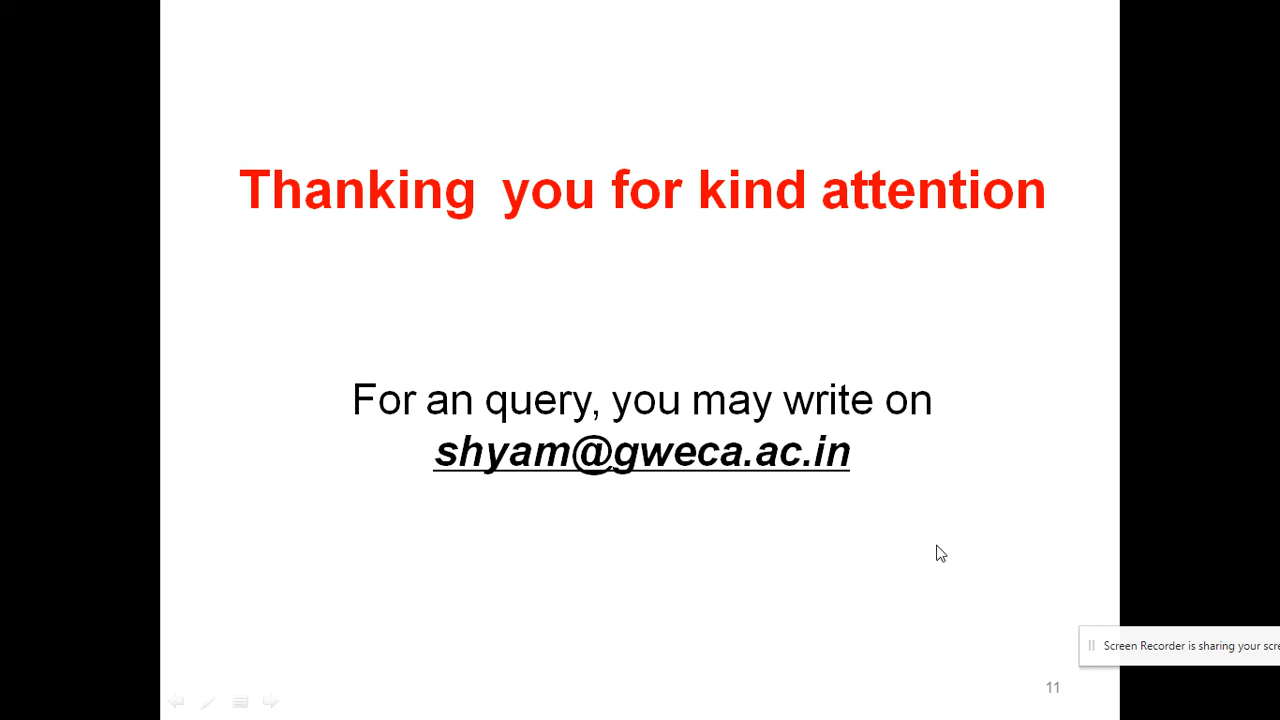 Thanking you for kind attention
For an query, you may write on
shyam@gweca.ac.in
Screen Recorder is sharing your
11